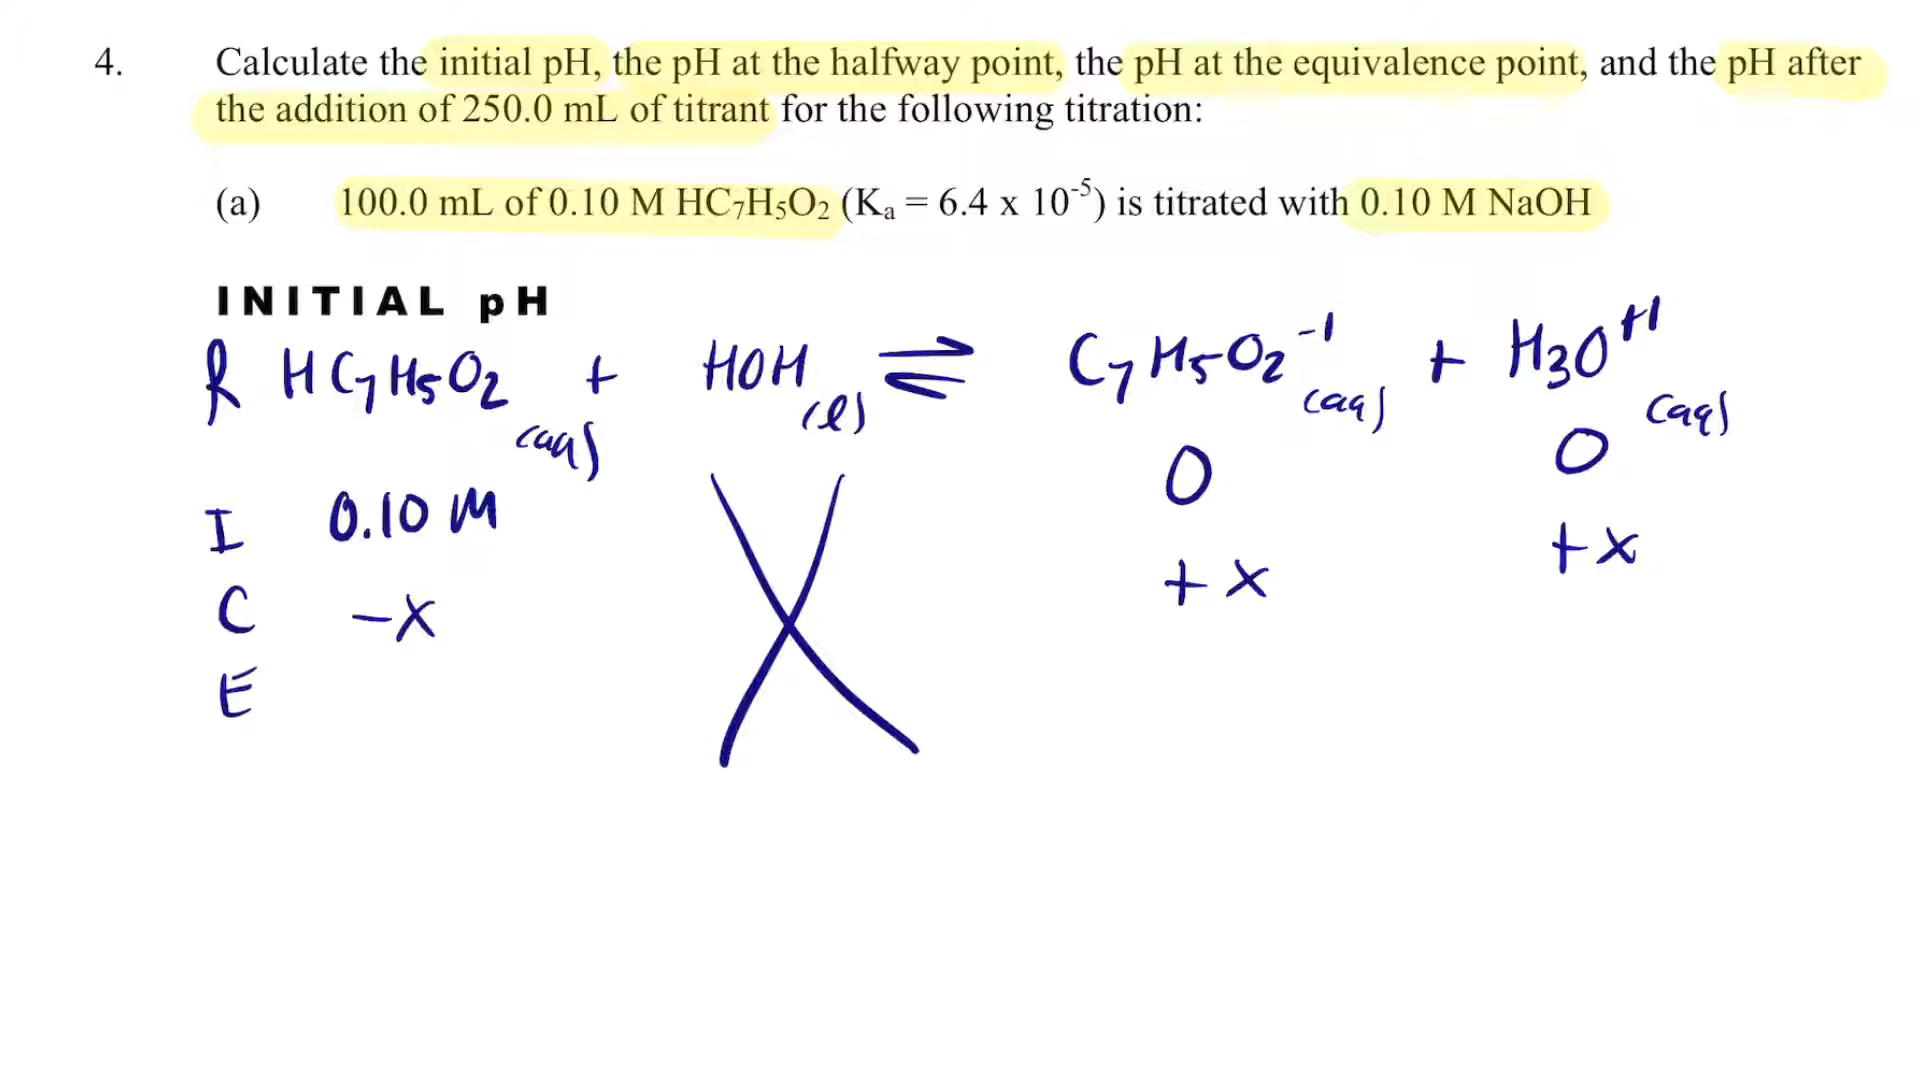 4. Calculate the initial pH, the pH at the halfway point, the pH at the equivalence point, and the pH after
the addition of 250.0 mL of titrant for the following titration:
(a) 100.0 mL of 0.10 M HC₇H₅O₂ (Kₐ = 6.4 x 10⁻⁵) is titrated with 0.10 M NaOH
INITIAL pH
R HC₇H₅O₂ (aq) + HOH (l) ⇌ C₇H₅O₂⁻¹ (aq) + H₃O⁺¹ (aq)
I 0.10 M 0 0
C -x +x +x
E